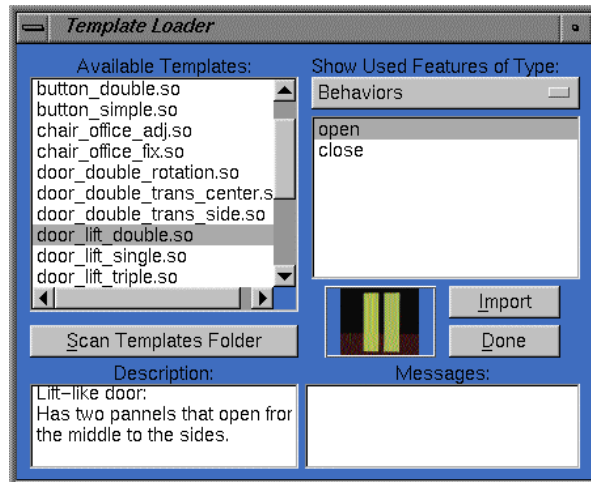 Template Loader
Available Templates:
button_double.so
button_simple.so
chair_office_adj.so
chair_office_fix.so
door_double_rotation.so
door_double_trans_center.s
door_double_trans_side.so
door_lift_double.so
door_lift_single.so
door_lift_triple.so
Scan Templates Folder
Show Used Features of Type:
Behaviors
open
close
Import
Done
Description:
Lift-like door:
Has two pannels that open fror
the middle to the sides.
Messages: